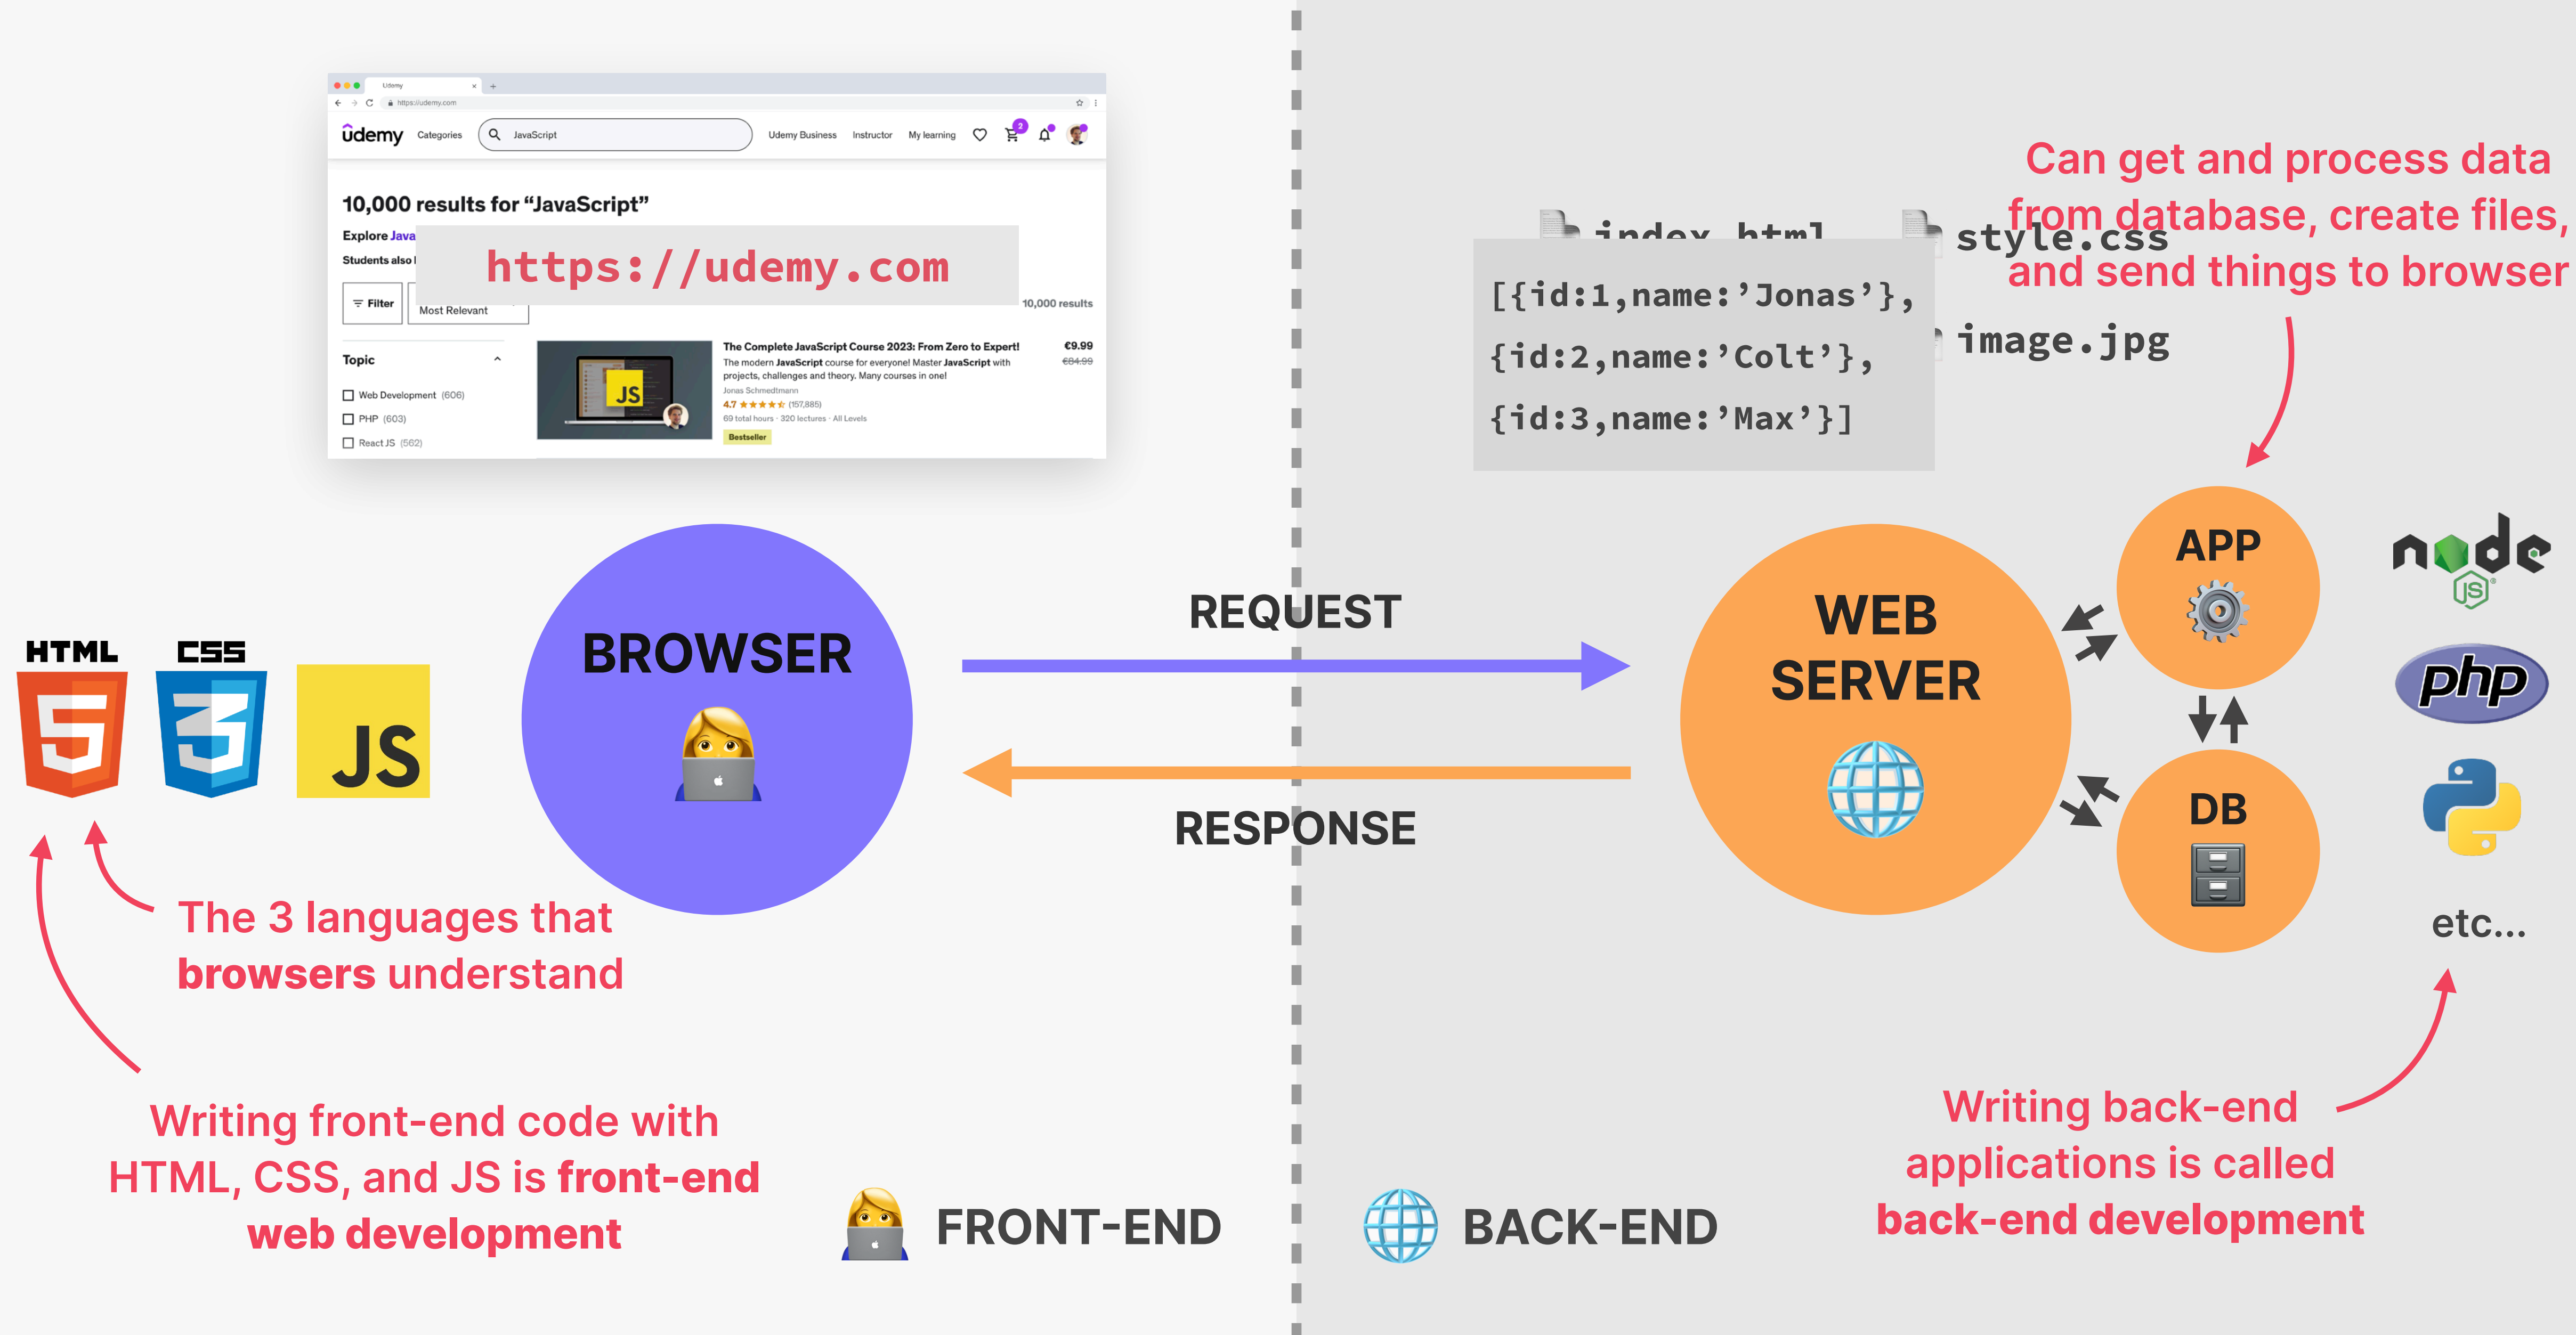 Udemy
https://udemy.com
ûdemy
Categories
JavaScript
Udemy Business
Instructor
My learning
2
10,000 results for “JavaScript”
Explore Java
Students also
https://udemy.com
Filter
Most Relevant
10,000 results
Topic
Web Development (606)
PHP (603)
React JS (562)
JS
The Complete JavaScript Course 2023: From Zero to Expert!
€9.99
The modern JavaScript course for everyone! Master JavaScript with
€84.99
projects, challenges and theory. Many courses in one!
Jonas Schmedtmann
4.7 (157,885)
69 total hours · 320 lectures · All Levels
Bestseller
Can get and process data
from database, create files,
and send things to browser
index.html
style.css
image.jpg
[{id:1,name:’Jonas’},
{id:2,name:’Colt’},
{id:3,name:’Max’}]
HTML
5
CSS
3
JS
BROWSER
REQUEST
RESPONSE
WEB
SERVER
APP
DB
node
JS
php
etc...
The 3 languages that
browsers understand
Writing front-end code with
HTML, CSS, and JS is front-end
web development
FRONT-END
BACK-END
Writing back-end
applications is called
back-end development